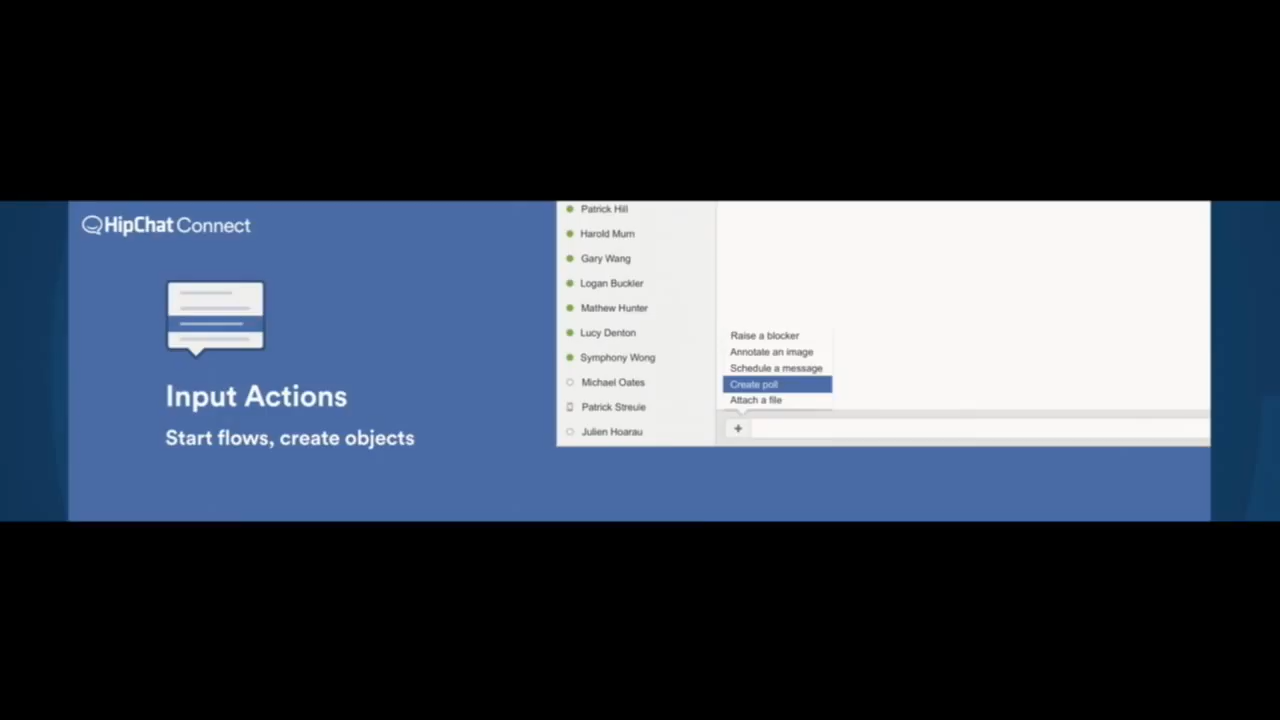 HipChat Connect
Input Actions
Start flows, create objects
Patrick Hill
Harold Mum
Gary Wang
Logan Buckler
Mathew Hunter
Lucy Denton
Symphony Wong
Michael Oates
Patrick Streule
Julien Hoarau
Raise a blocker
Annotate an image
Schedule a message
Create poll
Attach a file
+